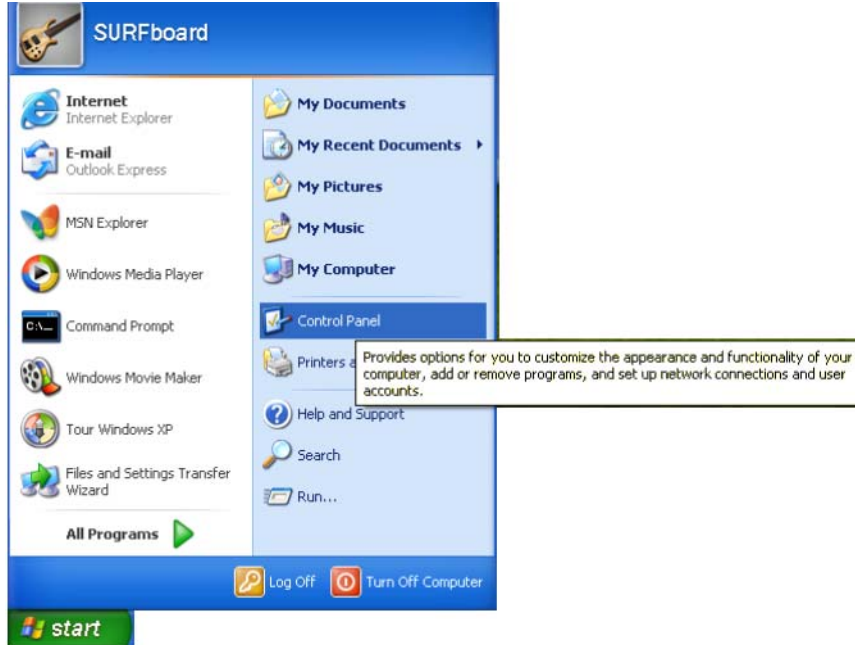 SURFboard
Internet
Internet Explorer
E-mail
Outlook Express
MSN Explorer
Windows Media Player
C:\_
Command Prompt
Windows Movie Maker
Tour Windows XP
Files and Settings Transfer
Wizard
All Programs
My Documents
My Recent Documents
My Pictures
My Music
My Computer
Control Panel
Printers a
Provides options for you to customize the appearance and functionality of your
computer, add or remove programs, and set up network connections and user
accounts.
Help and Support
Search
Run...
Log Off
Turn Off Computer
start